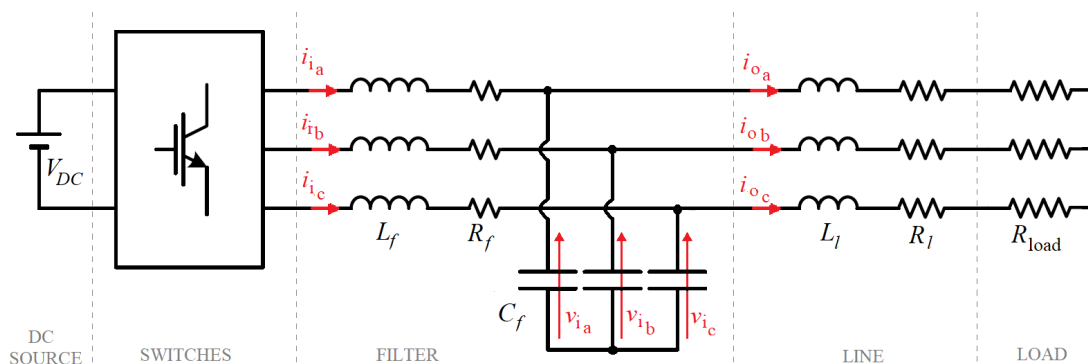 i_ia
i_oa
i_ib
i_ob
V_DC
i_ic
i_oc
L_f
R_f
L_l
R_l
R_load
C_f
v_ia
v_ib
v_ic
DC
SOURCE
SWITCHES
FILTER
LINE
LOAD